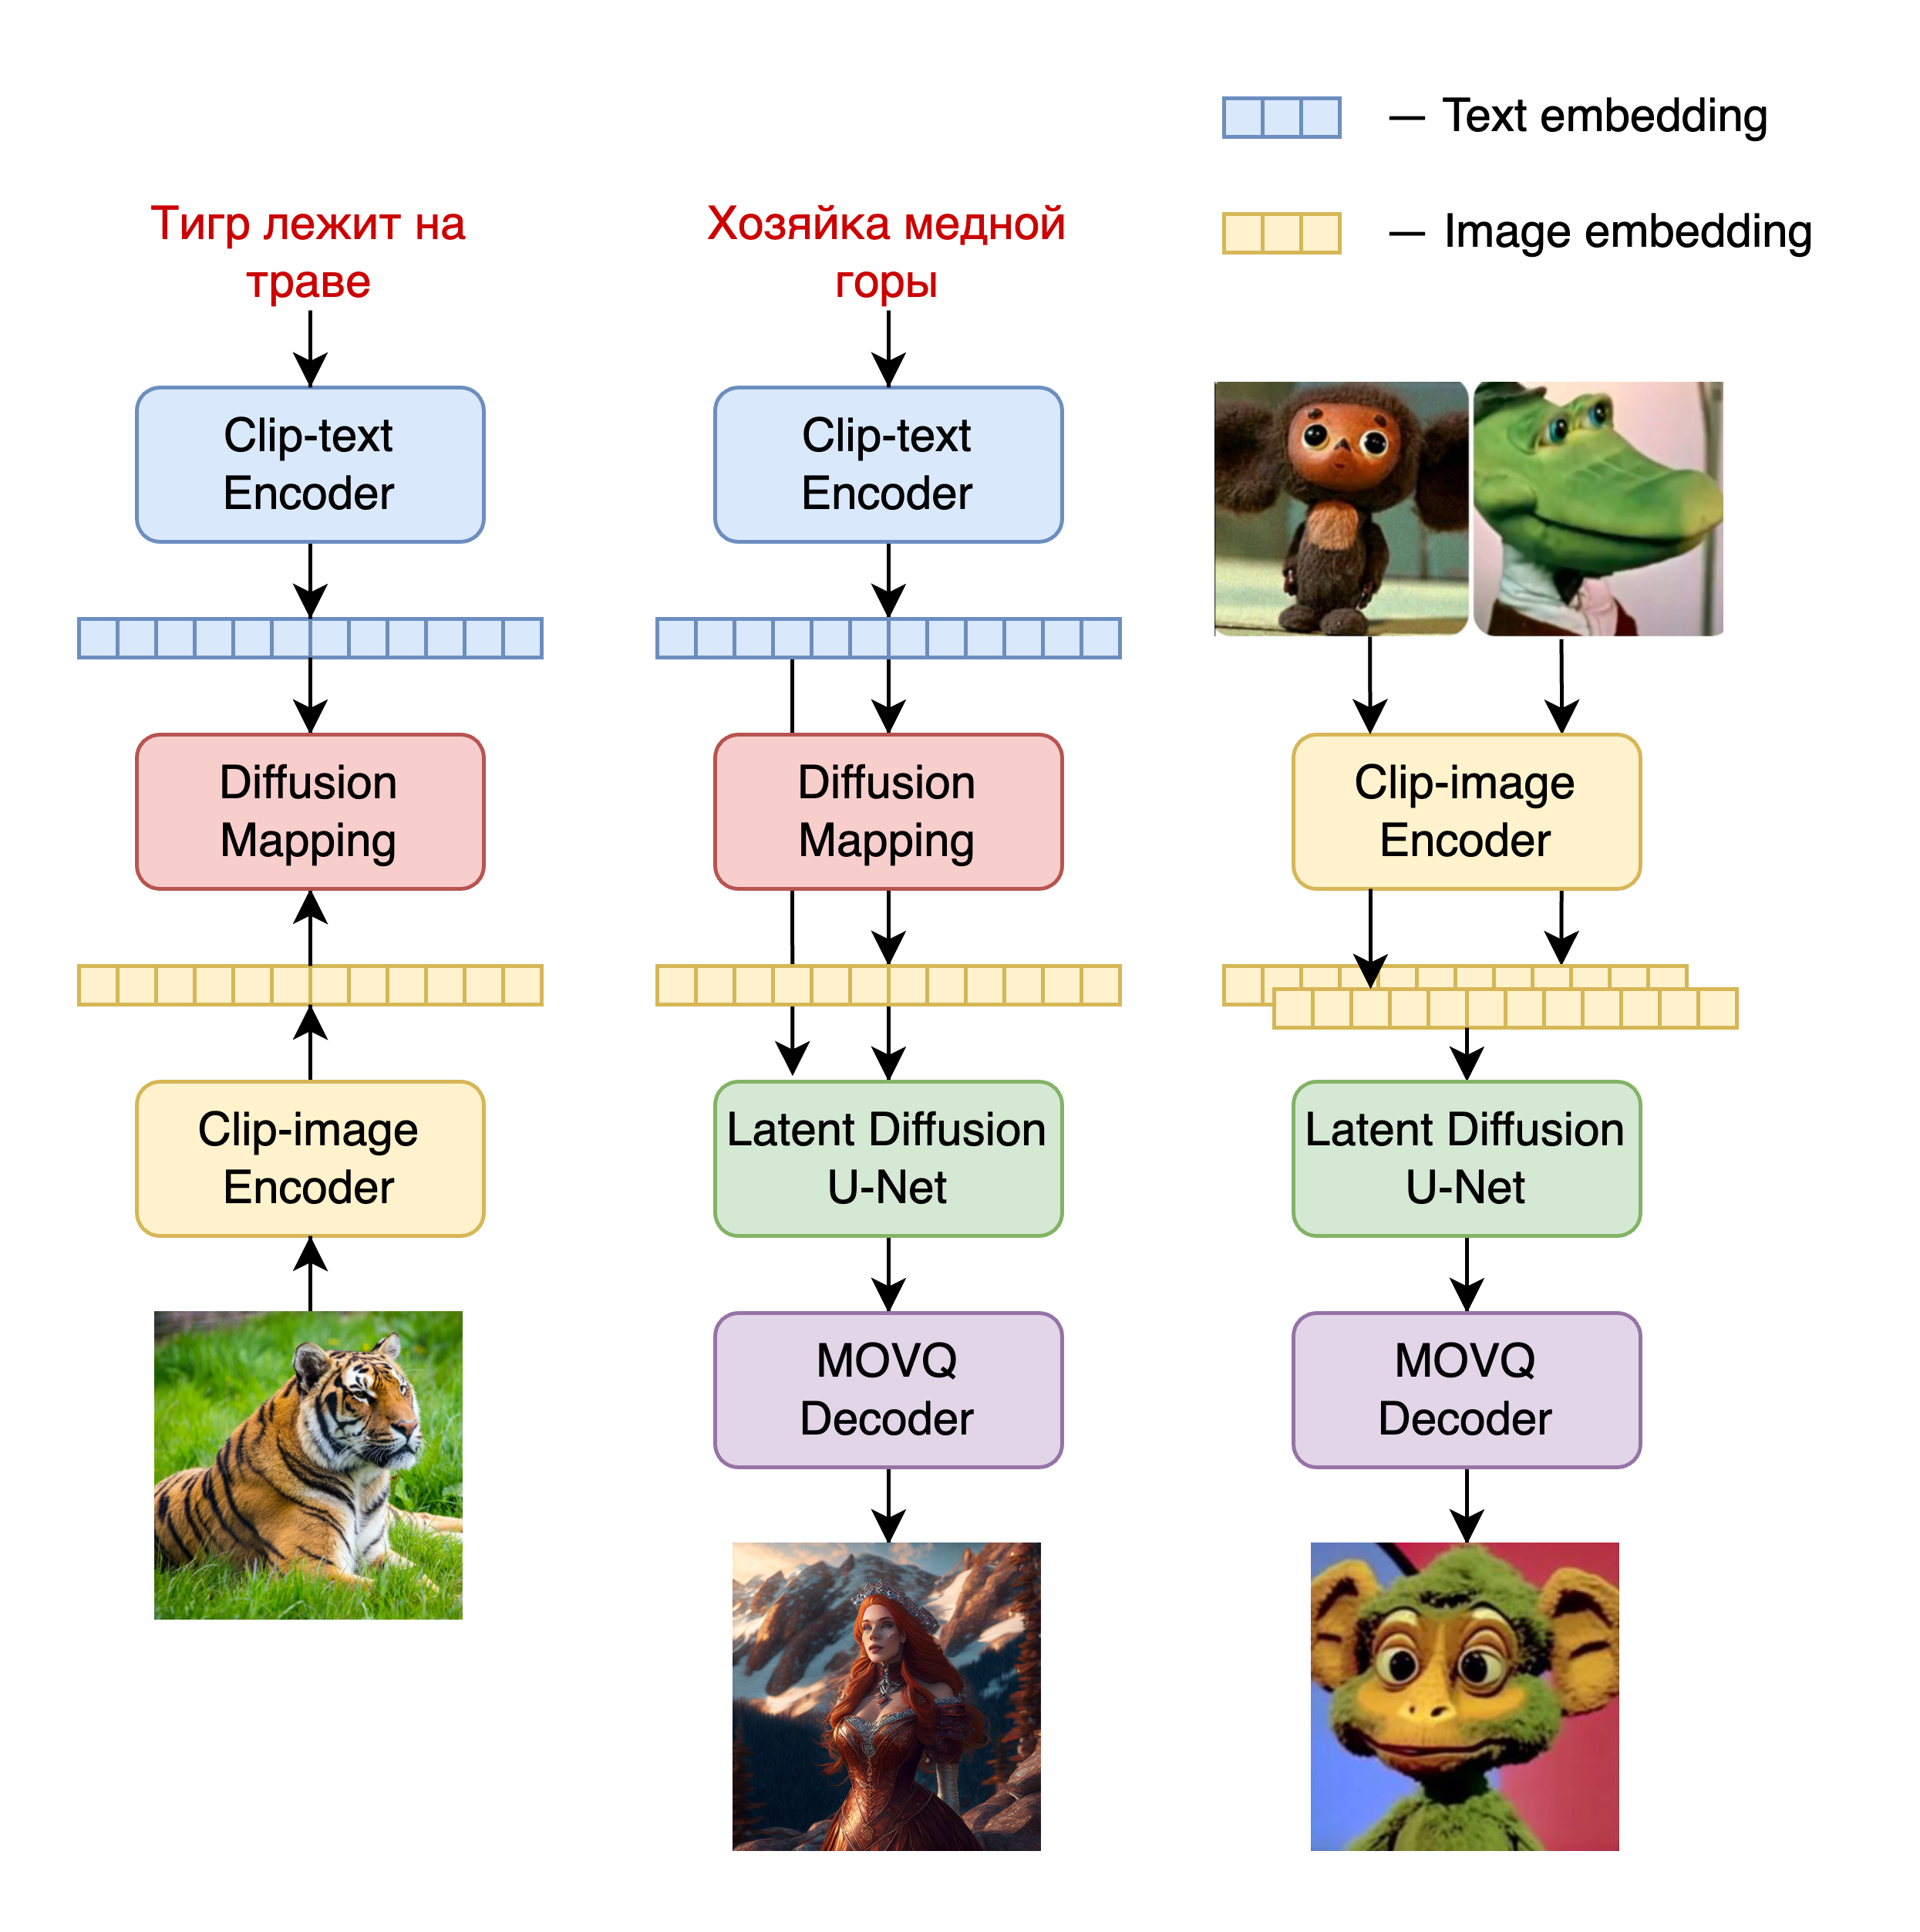 — Text embedding
— Image embedding
Тигр лежит на
траве
Clip-text
Encoder
Diffusion
Mapping
Clip-image
Encoder
Хозяйка медной
горы
Clip-text
Encoder
Diffusion
Mapping
Latent Diffusion
U-Net
MOVQ
Decoder
Clip-image
Encoder
Latent Diffusion
U-Net
MOVQ
Decoder